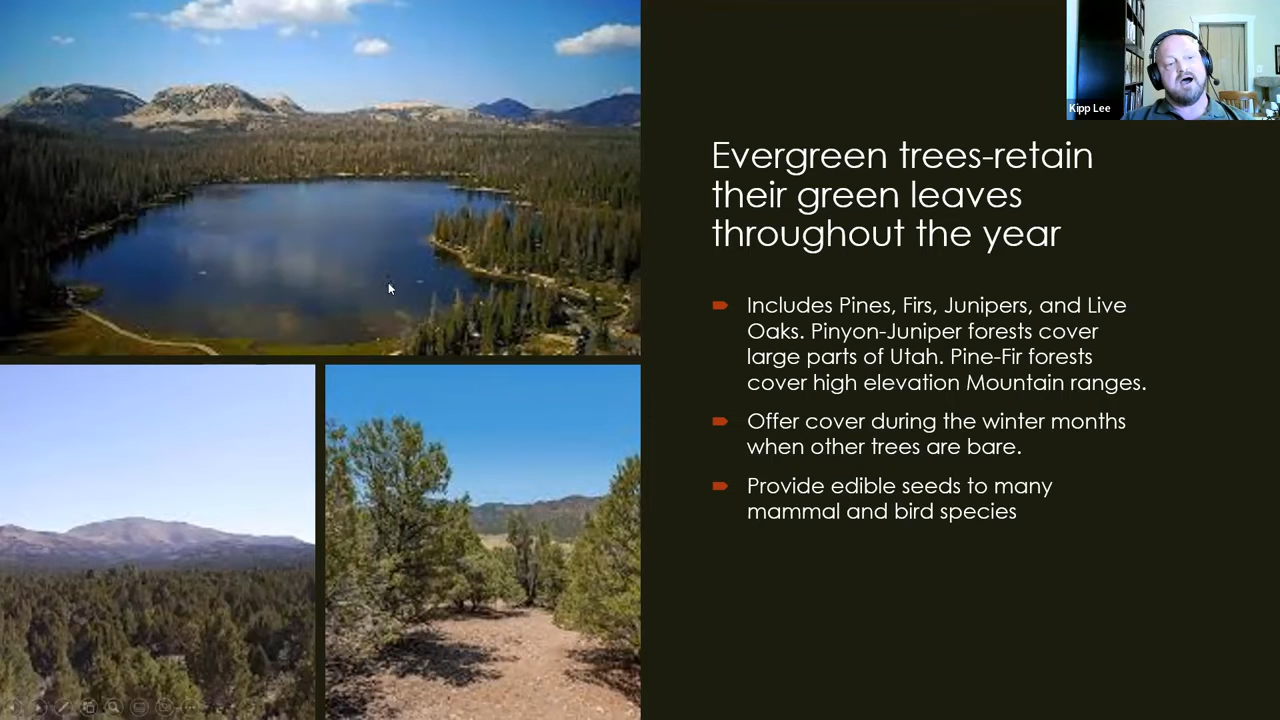 Kipp Lee
Evergreen trees-retain
their green leaves
throughout the year
Includes Pines, Firs, Junipers, and Live
Oaks. Pinyon-Juniper forests cover
large parts of Utah. Pine-Fir forests
cover high elevation Mountain ranges.
Offer cover during the winter months
when other trees are bare.
Provide edible seeds to many
mammal and bird species